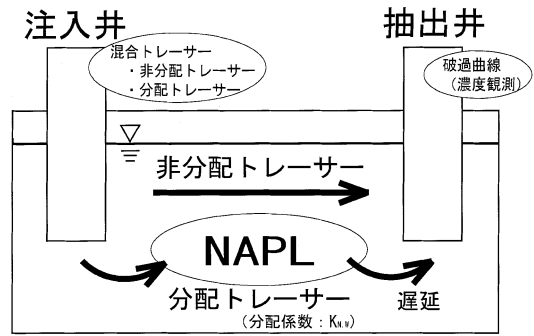 注入井
抽出井
混合トレーサー
・非分配トレーサー
・分配トレーサー
破過曲線
（濃度観測）
非分配トレーサー
NAPL
分配トレーサー
（分配係数：KN,W）
遅延